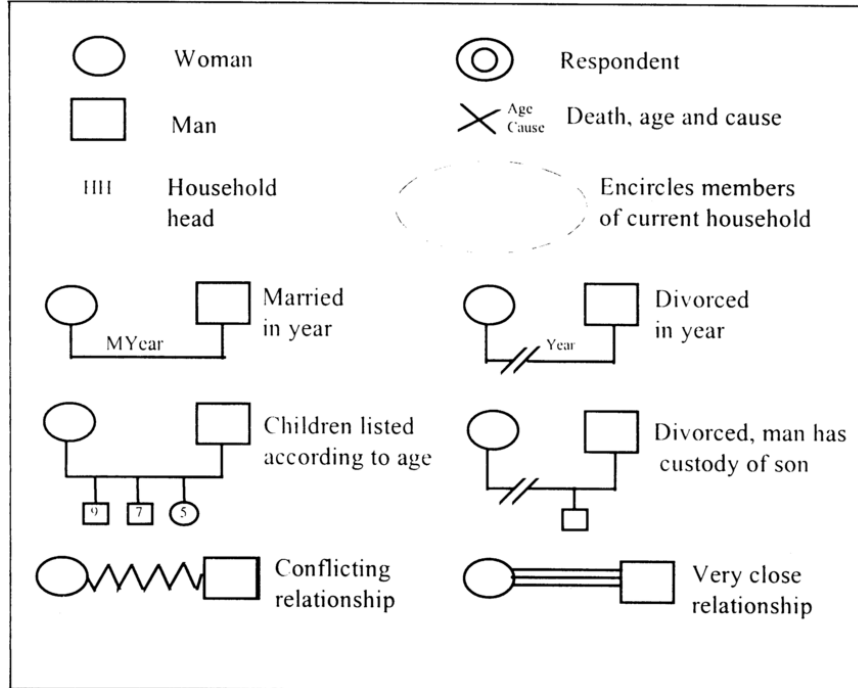 Woman
Respondent
Man
Age
Cause
Death, age and cause
HH
Household
head
Encircles members
of current household
MYear
Married
in year
Year
Divorced
in year
9
7
5
Children listed
according to age
Divorced, man has
custody of son
Conflicting
relationship
Very close
relationship